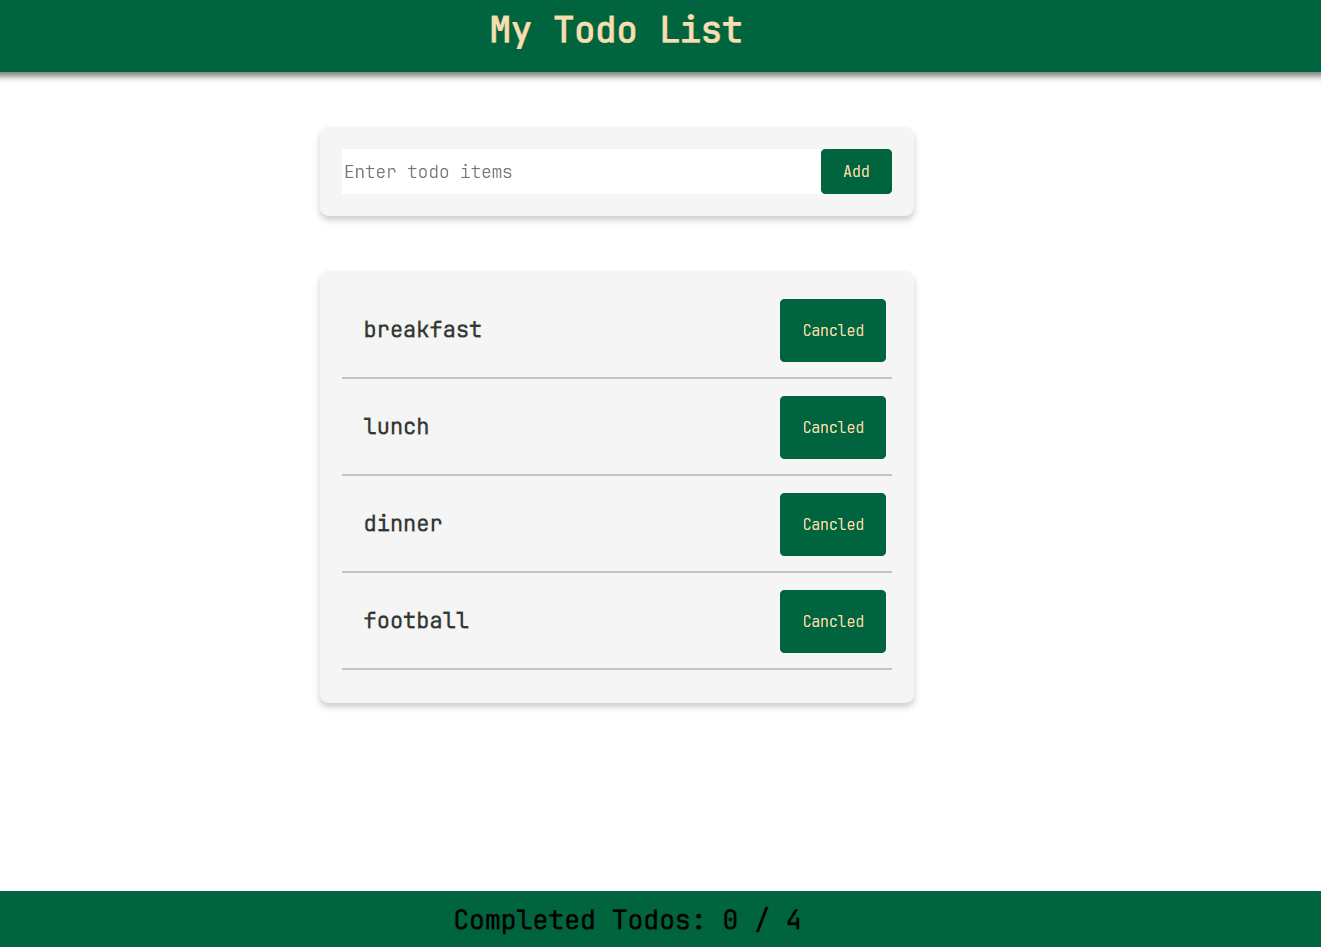 My Todo List
Enter todo items
Add
breakfast
Cancled
lunch
Cancled
dinner
Cancled
football
Cancled
Completed Todos: 0 / 4